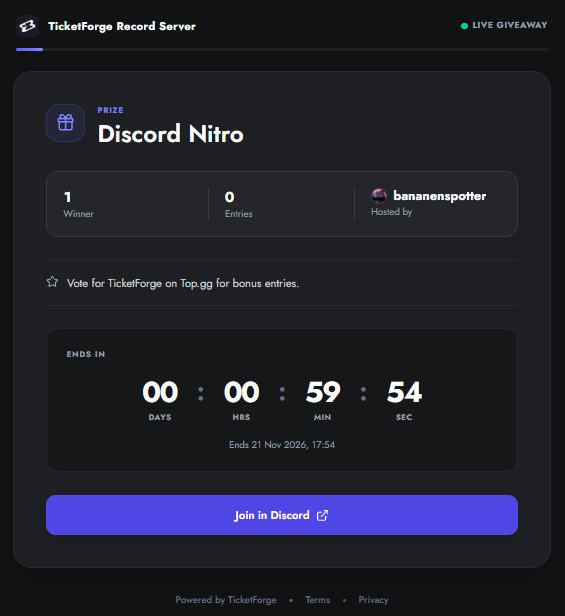 TicketForge Record Server
LIVE GIVEAWAY
PRIZE
Discord Nitro
1
Winner
0
Entries
bananenspotter
Hosted by
Vote for TicketForge on Top.gg for bonus entries.
ENDS IN
00 : 00 : 59 : 54
DAYS HRS MIN SEC
Ends 21 Nov 2026, 17:54
Join in Discord
Powered by TicketForge • Terms • Privacy